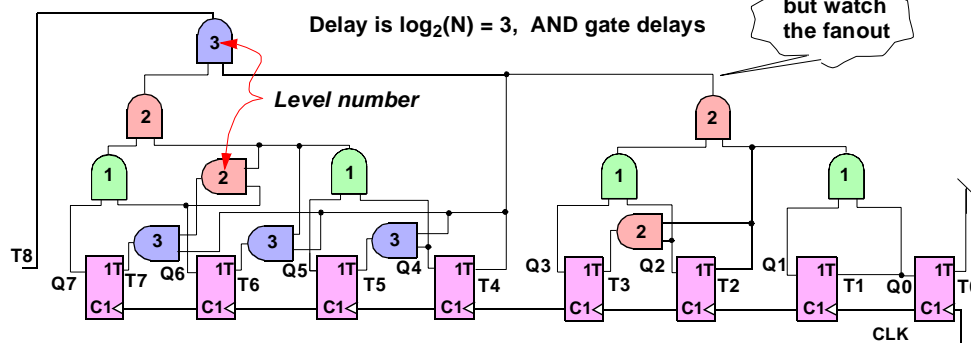 but watch
the fanout
Delay is log2(N) = 3, AND gate delays
3
Level number
2
2
1
2
1
1
1
3
3
3
2
T8
Q7
T7
Q6
T6
Q5
T5
Q4
T4
Q3
T3
Q2
T2
Q1
T1
Q0
1T
1T
1T
1T
1T
1T
1T
1T
C1
C1
C1
C1
C1
C1
C1
C1
CLK